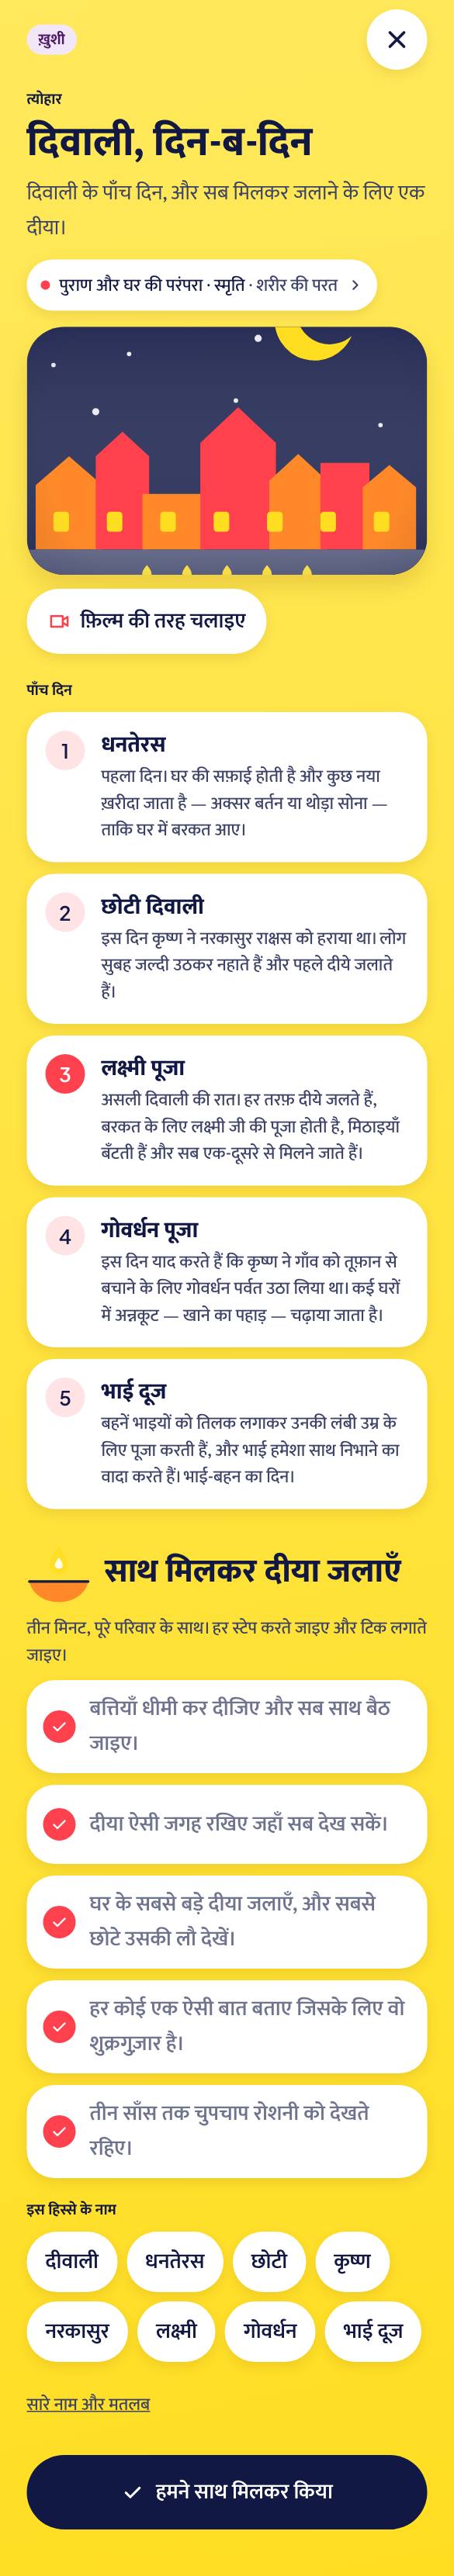 ख़ुशी
त्योहार
दिवाली, दिन-ब-दिन
दिवाली के पाँच दिन, और सब मिलकर जलाने के लिए एक
दीया।
पुराण और घर की परंपरा · स्मृति · शरीर की परत
फ़िल्म की तरह चलाइए
पाँच दिन
1
धनतेरस
पहला दिन। घर की सफ़ाई होती है और कुछ नया
ख़रीदा जाता है — अक्सर बर्तन या थोड़ा सोना —
ताकि घर में बरकत आए।
2
छोटी दिवाली
इस दिन कृष्ण ने नरकासुर राक्षस को हराया था। लोग
सुबह जल्दी उठकर नहाते हैं और पहले दीये जलाते
हैं।
3
लक्ष्मी पूजा
असली दिवाली की रात। हर तरफ़ दीये जलते हैं,
बरकत के लिए लक्ष्मी जी की पूजा होती है, मिठाइयाँ
बँटती हैं और सब एक-दूसरे से मिलने जाते हैं।
4
गोवर्धन पूजा
इस दिन याद करते हैं कि कृष्ण ने गाँव को तूफ़ान से
बचाने के लिए गोवर्धन पर्वत उठा लिया था। कई घरों
में अन्नकूट — खाने का पहाड़ — चढ़ाया जाता है।
5
भाई दूज
बहनें भाइयों को तिलक लगाकर उनकी लंबी उम्र के
लिए पूजा करती हैं, और भाई हमेशा साथ निभाने का
वादा करते हैं। भाई-बहन का दिन।
साथ मिलकर दीया जलाएँ
तीन मिनट, पूरे परिवार के साथ। हर स्टेप करते जाइए और टिक लगाते
जाइए।
बत्तियाँ धीमी कर दीजिए और सब साथ बैठ
जाइए।
दीया ऐसी जगह रखिए जहाँ सब देख सकें।
घर के सबसे बड़े दीया जलाएँ, और सबसे
छोटे उसकी लौ देखें।
हर कोई एक ऐसी बात बताए जिसके लिए वो
शुक्रगुज़ार है।
तीन साँस तक चुपचाप रोशनी को देखते
रहिए।
इस हिस्से के नाम
दीवाली धनतेरस छोटी कृष्ण
नरकासुर लक्ष्मी गोवर्धन भाई दूज
सारे नाम और मतलब
हमने साथ मिलकर किया